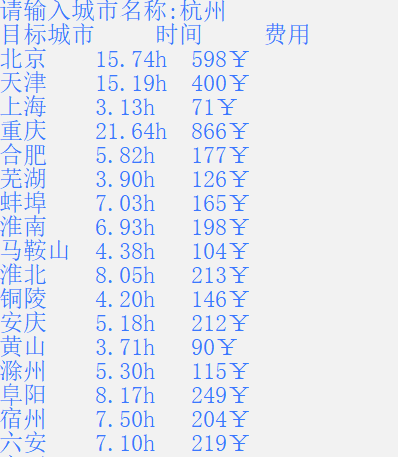 请输入城市名称:杭州
目标城市 时间 费用
北京 15.74h 598¥
天津 15.19h 400¥
上海 3.13h 71¥
重庆 21.64h 866¥
合肥 5.82h 177¥
芜湖 3.90h 126¥
蚌埠 7.03h 165¥
淮南 6.93h 198¥
马鞍山 4.38h 104¥
淮北 8.05h 213¥
铜陵 4.20h 146¥
安庆 5.18h 212¥
黄山 3.71h 90¥
滁州 5.30h 115¥
阜阳 8.17h 249¥
宿州 7.50h 204¥
六安 7.10h 219¥